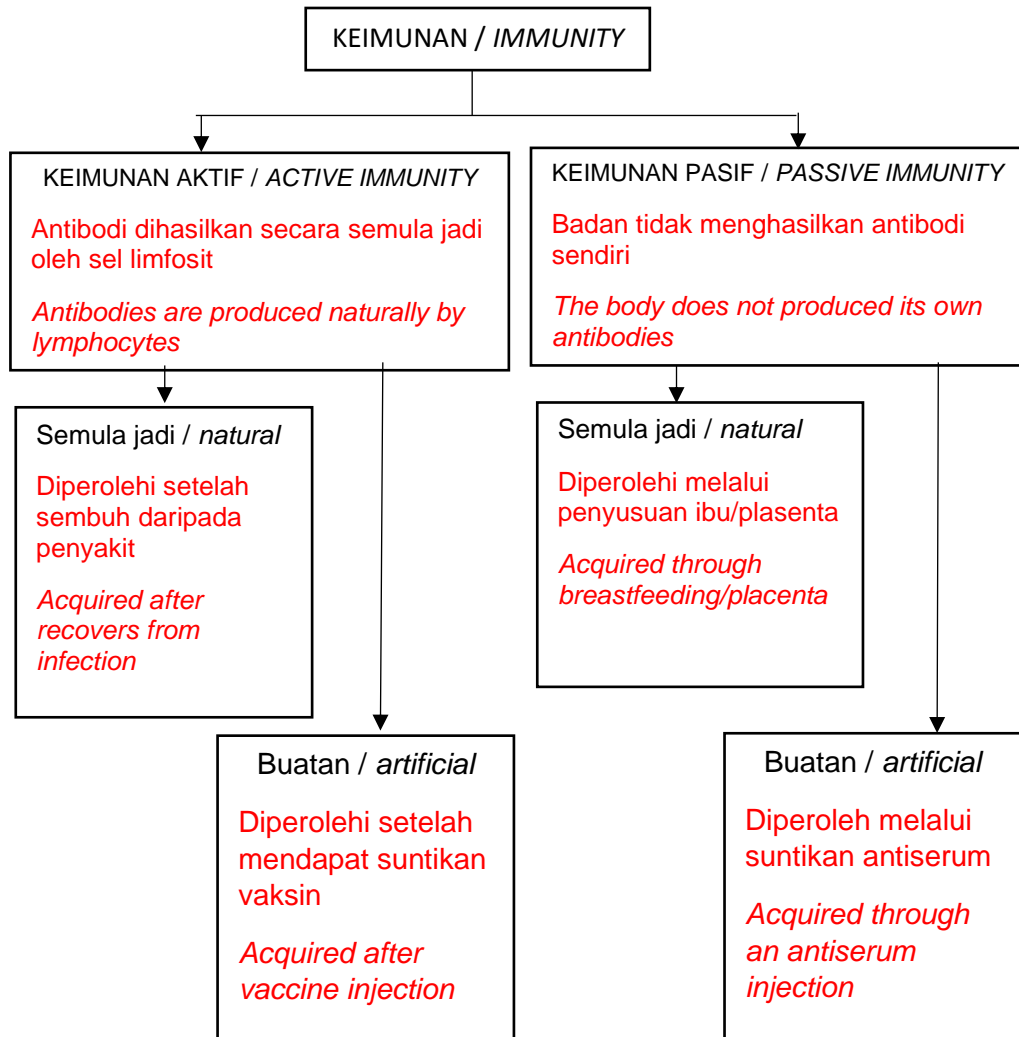 KEIMUNAN / IMMUNITY
KEIMUNAN AKTIF / ACTIVE IMMUNITY
Antibodi dihasilkan secara semula jadi
oleh sel limfosit
Antibodies are produced naturally by
lymphocytes
KEIMUNAN PASIF / PASSIVE IMMUNITY
Badan tidak menghasilkan antibodi
sendiri
The body does not produced its own
antibodies
Semula jadi / natural
Diperolehi setelah
sembuh daripada
penyakit
Acquired after
recovers from
infection
Semula jadi / natural
Diperolehi melalui
penyusuan ibu/plasenta
Acquired through
breastfeeding/placenta
Buatan / artificial
Diperolehi setelah
mendapat suntikan
vaksin
Acquired after
vaccine injection
Buatan / artificial
Diperoleh melalui
suntikan antiserum
Acquired through
an antiserum
injection